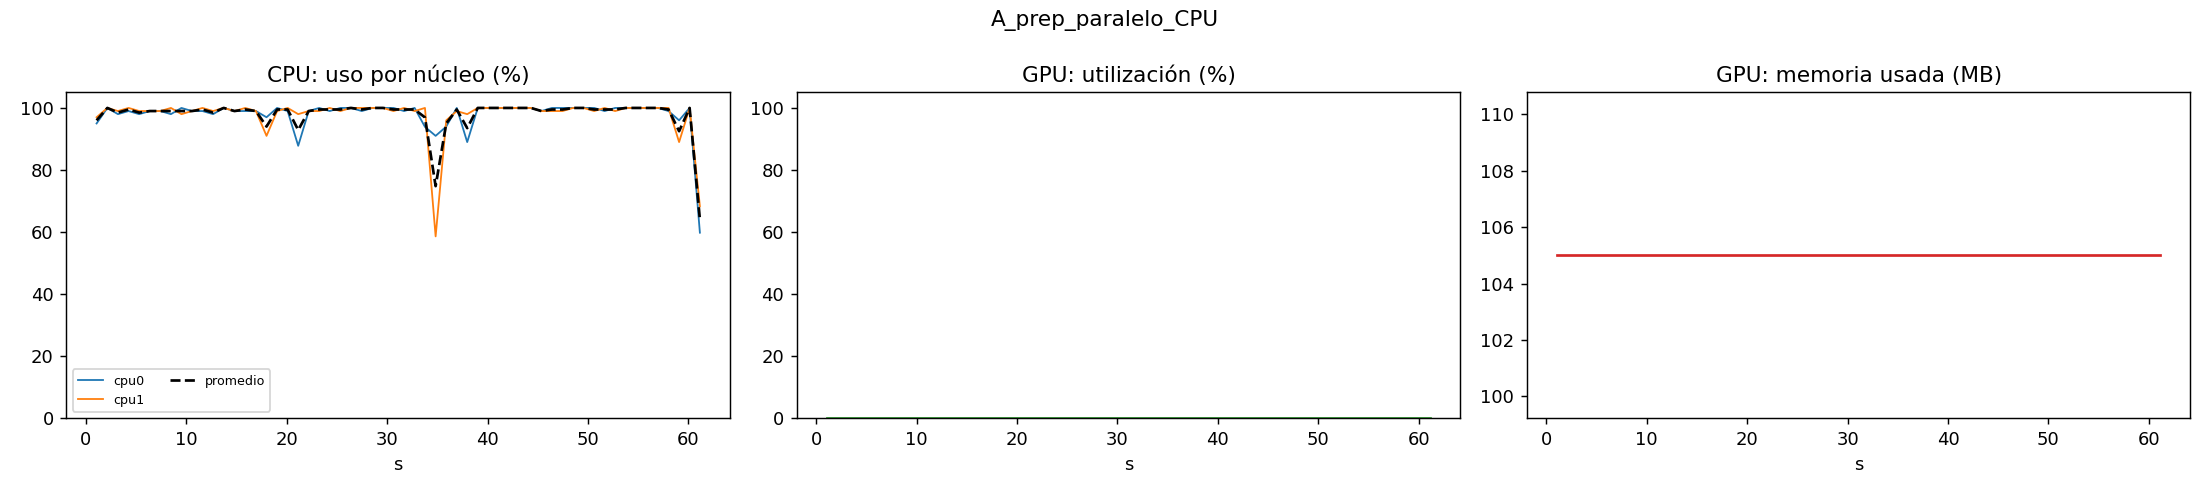 A_prep_paralelo_CPU
CPU: uso por núcleo (%)
100
80
60
40
20
0
cpu0
cpu1
promedio
0 10 20 30 40 50 60
s
GPU: utilización (%)
100
80
60
40
20
0
0 10 20 30 40 50 60
s
GPU: memoria usada (MB)
110
108
106
104
102
100
0 10 20 30 40 50 60
s